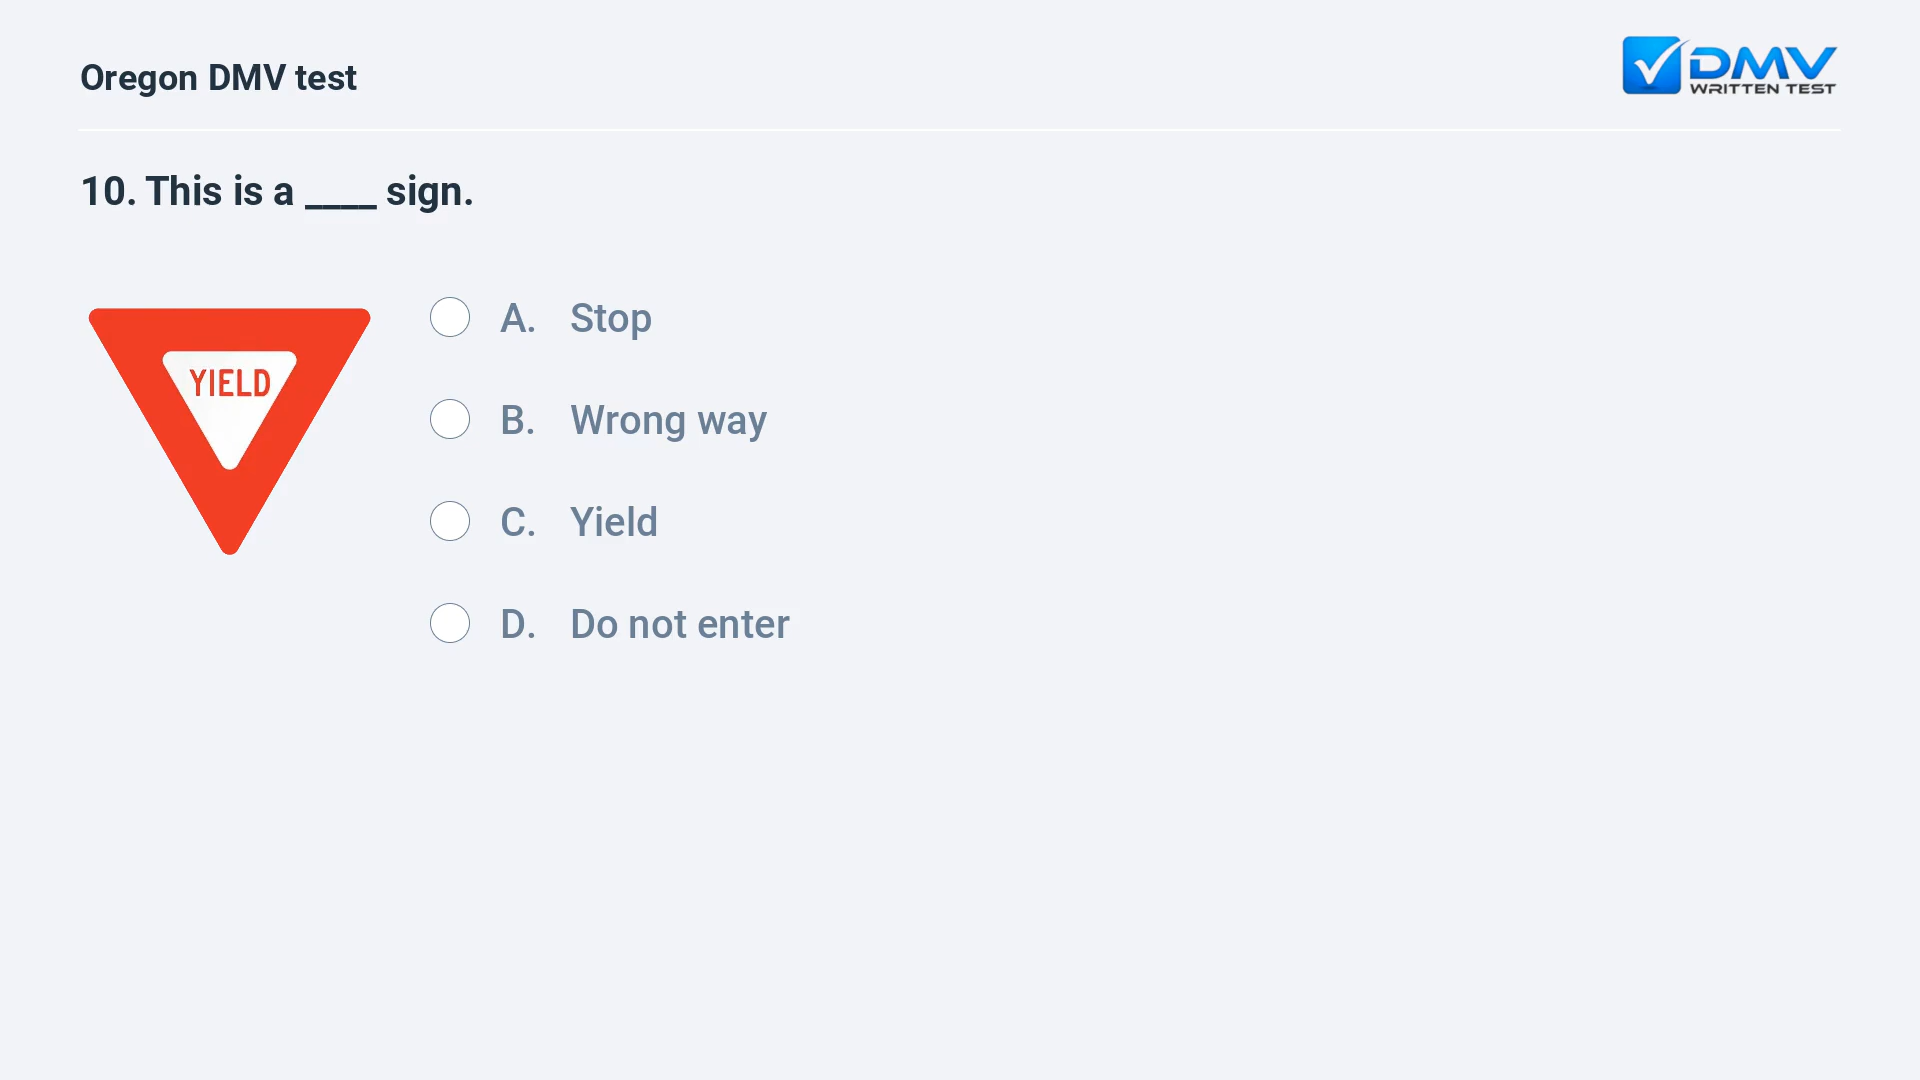 Oregon DMV test
DMV
WRITTEN TEST
10. This is a ____ sign.
YIELD
A. Stop
B. Wrong way
C. Yield
D. Do not enter